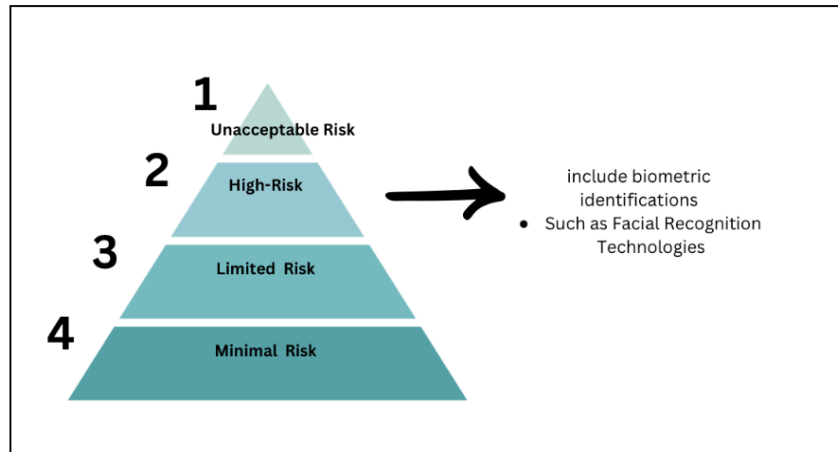 1
Unacceptable Risk
2
High-Risk
3
Limited Risk
4
Minimal Risk
include biometric
identifications
• Such as Facial Recognition
Technologies